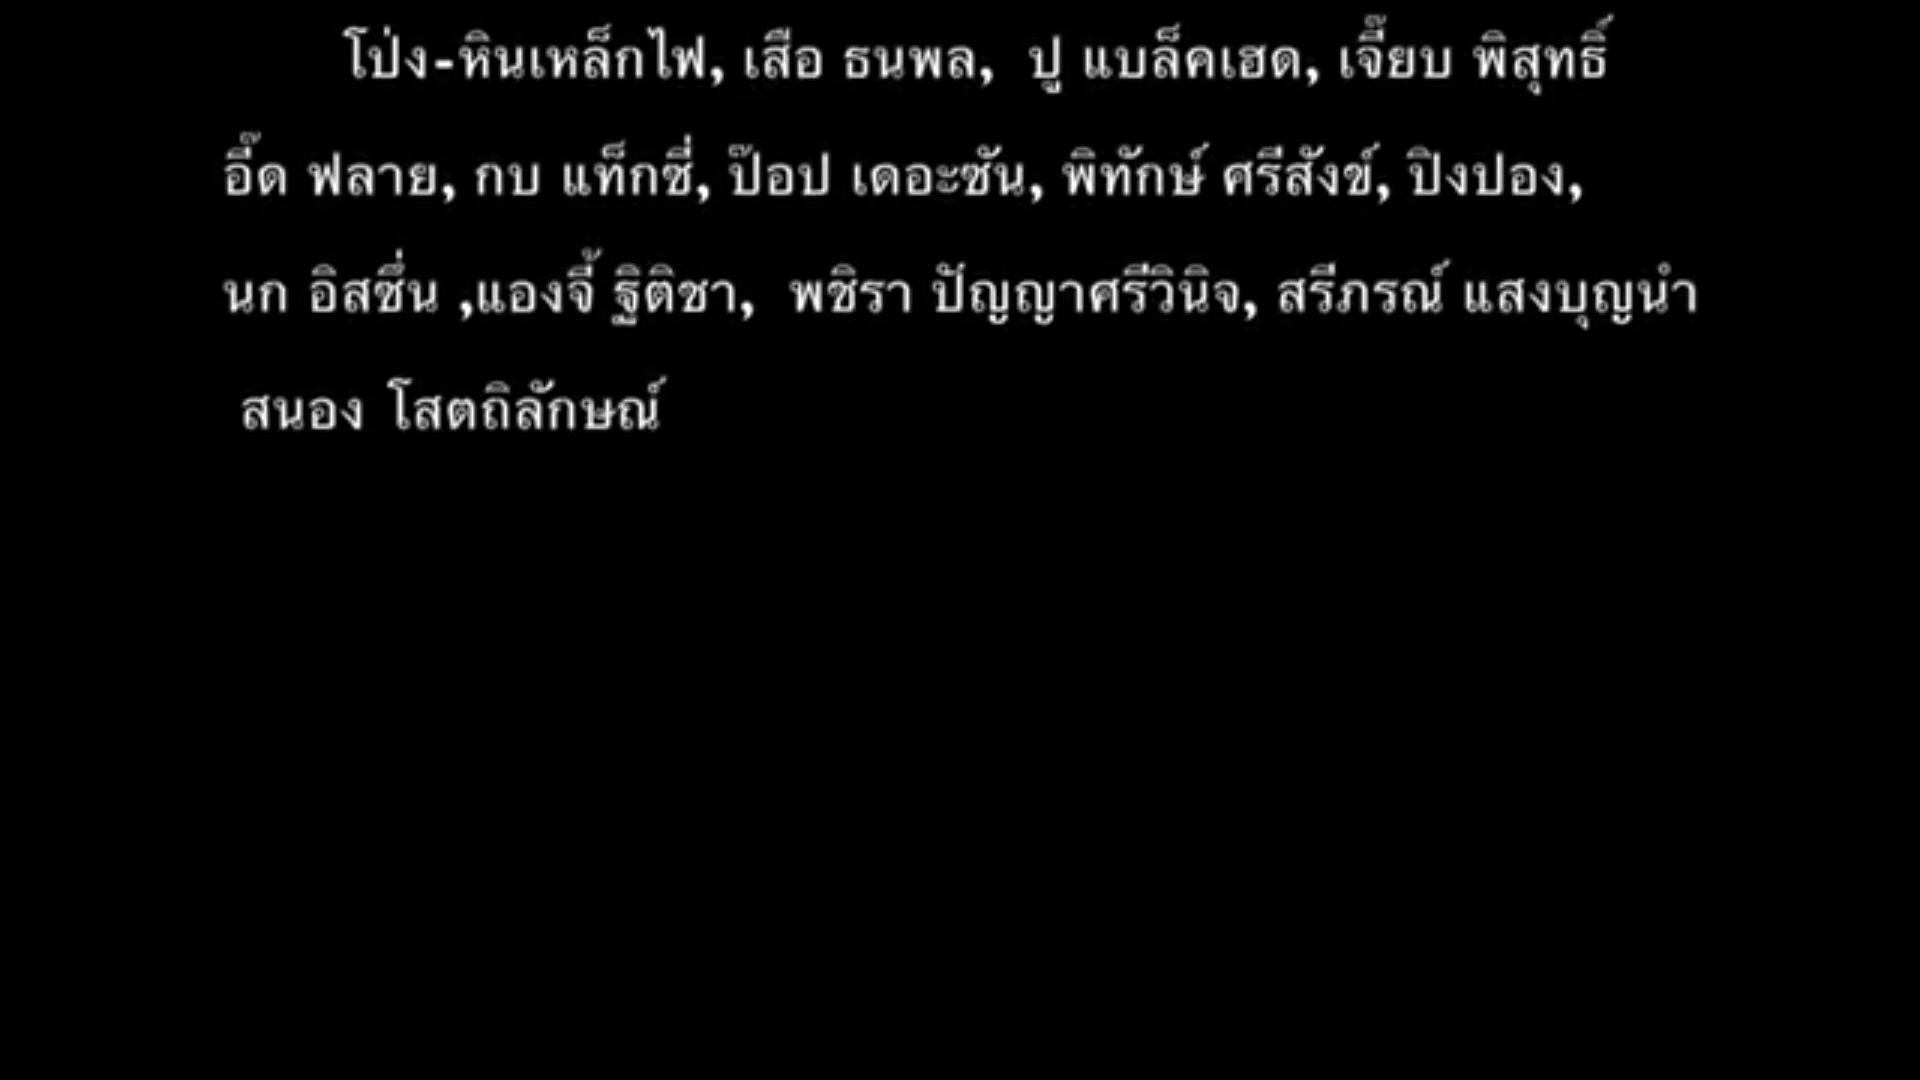 โป่ง-หินเหล็กไฟ, เสือ ธนพล, ปู แบล็คเฮด, เจี๊ยบ พิสุทธิ์
อี๊ด ฟลาย, กบ แท็กซี่, ป๊อป เดอะซัน, พิทักษ์ ศรีสังข์, ปิงปอง,
นก อิสซึ่น ,แองจี้ ฐิติชา, พชิรา ปัญญาศรีวินิจ, สรีภรณ์ แสงบุญนำ
สนอง โสตถิลักษณ์